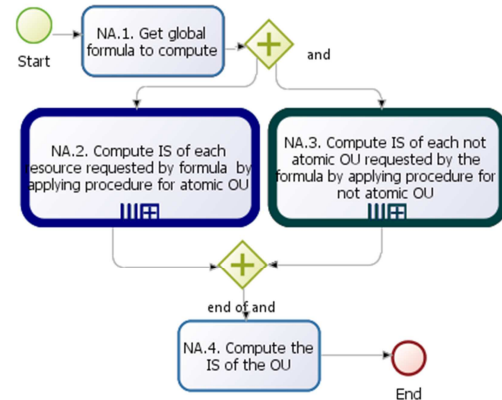 NA.1. Get global
formula to compute
Start
and
NA.2. Compute IS of each
resource requested by formula by
applying procedure for atomic OU
NA.3. Compute IS of each not
atomic OU requested by the
formula by applying procedure for
not atomic OU
end of and
NA.4. Compute the
IS of the OU
End